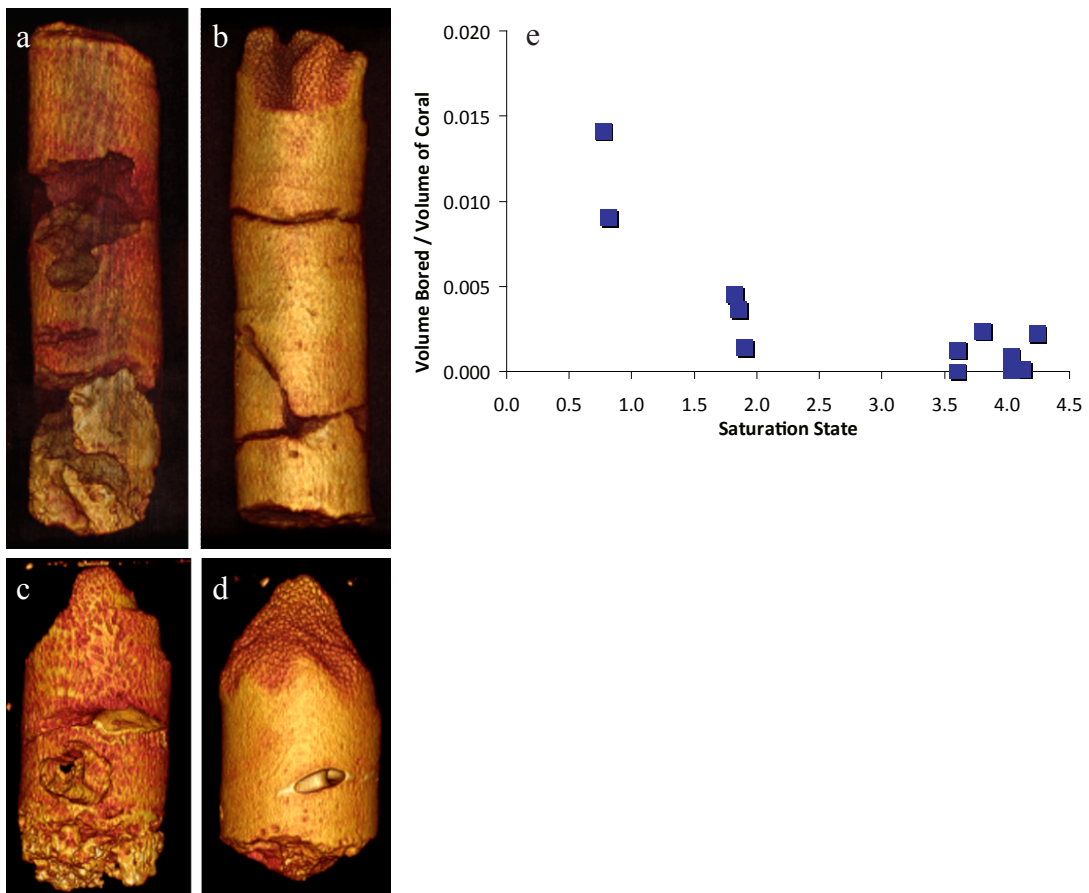 a
b
c
d
e
Volume Bored / Volume of Coral
0.020
0.015
0.010
0.005
0.000
0.0 0.5 1.0 1.5 2.0 2.5 3.0 3.5 4.0 4.5
Saturation State